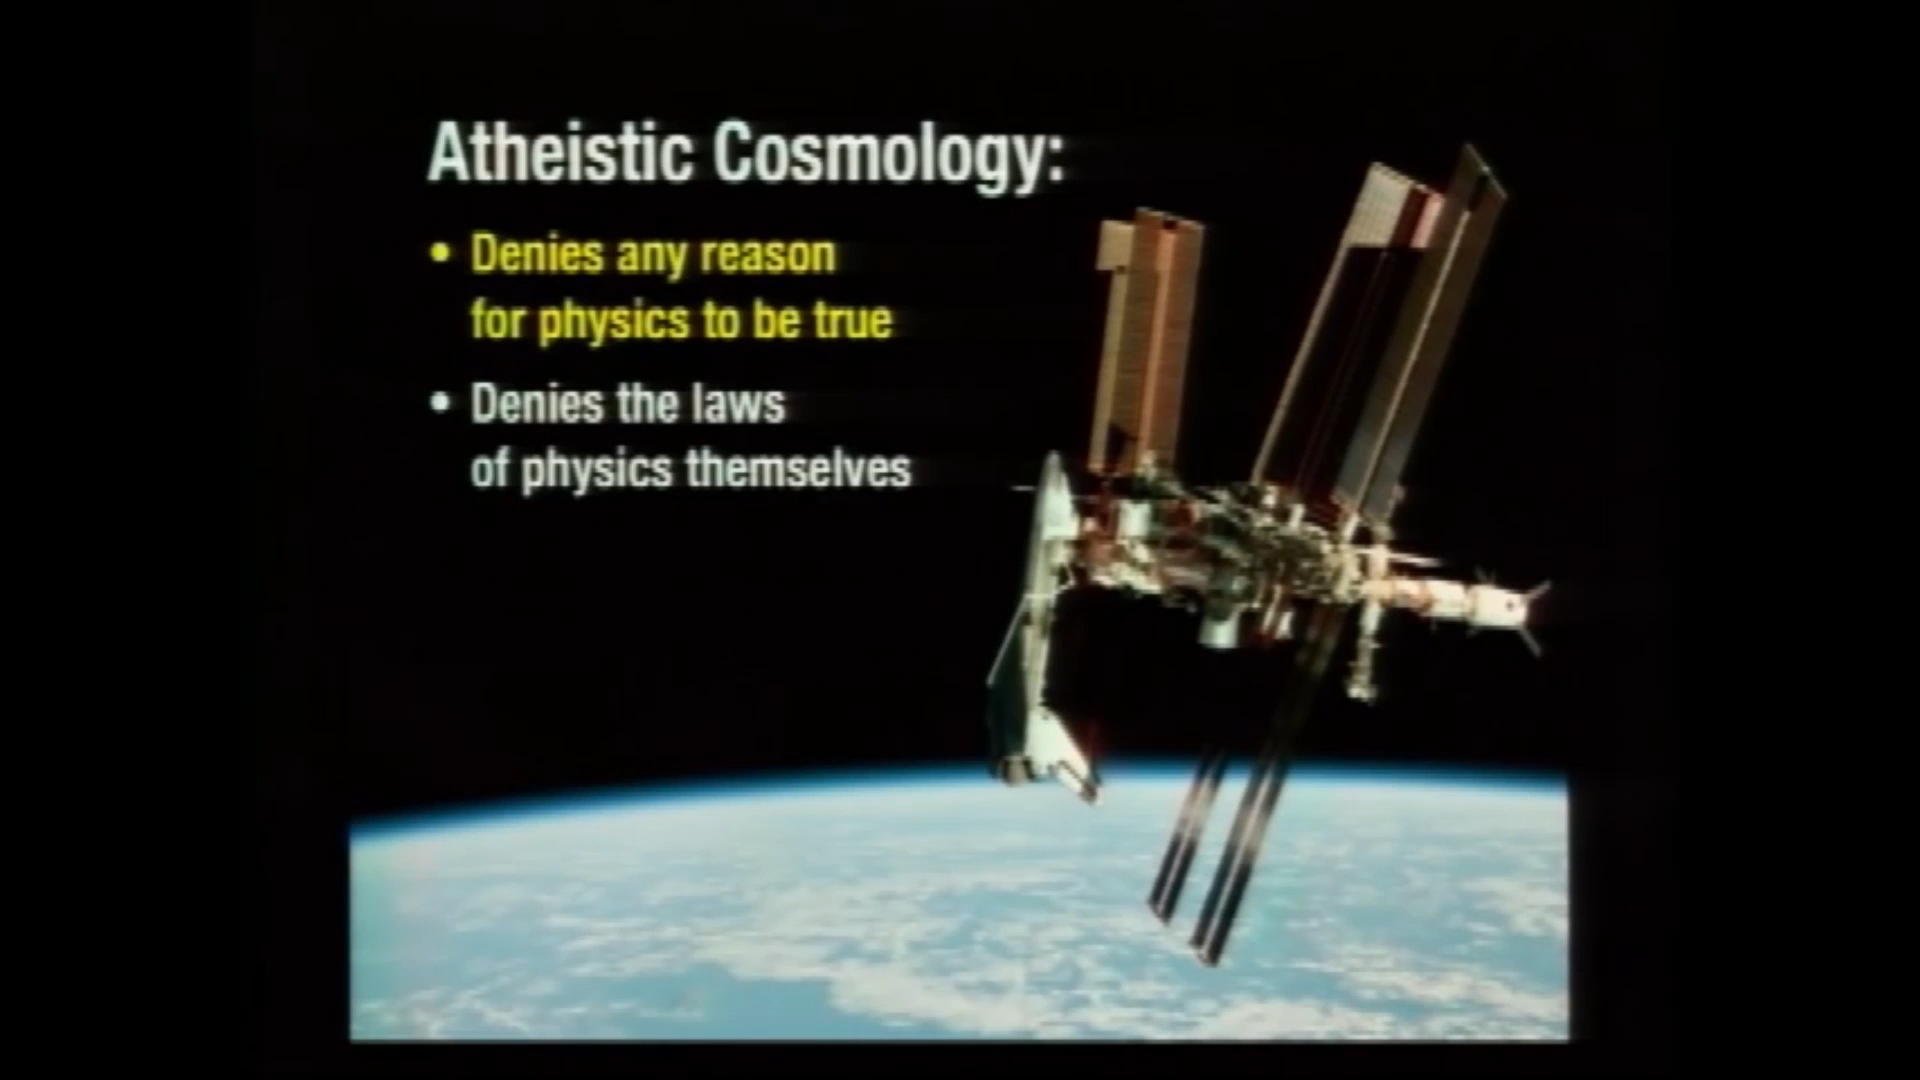 Atheistic Cosmology:
• Denies any reason
for physics to be true
• Denies the laws
of physics themselves